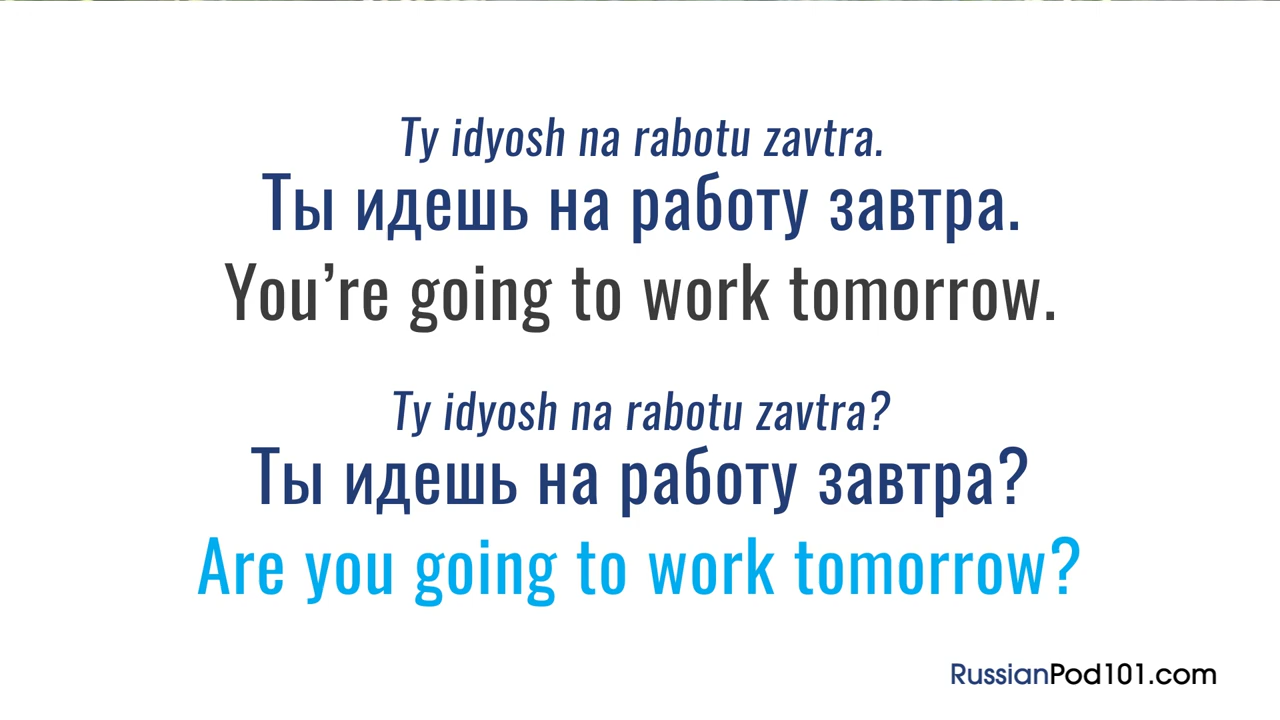 Ty idyosh na rabotu zavtra.
Ты идешь на работу завтра.
You’re going to work tomorrow.
Ty idyosh na rabotu zavtra?
Ты идешь на работу завтра?
Are you going to work tomorrow?
RussianPod101.com